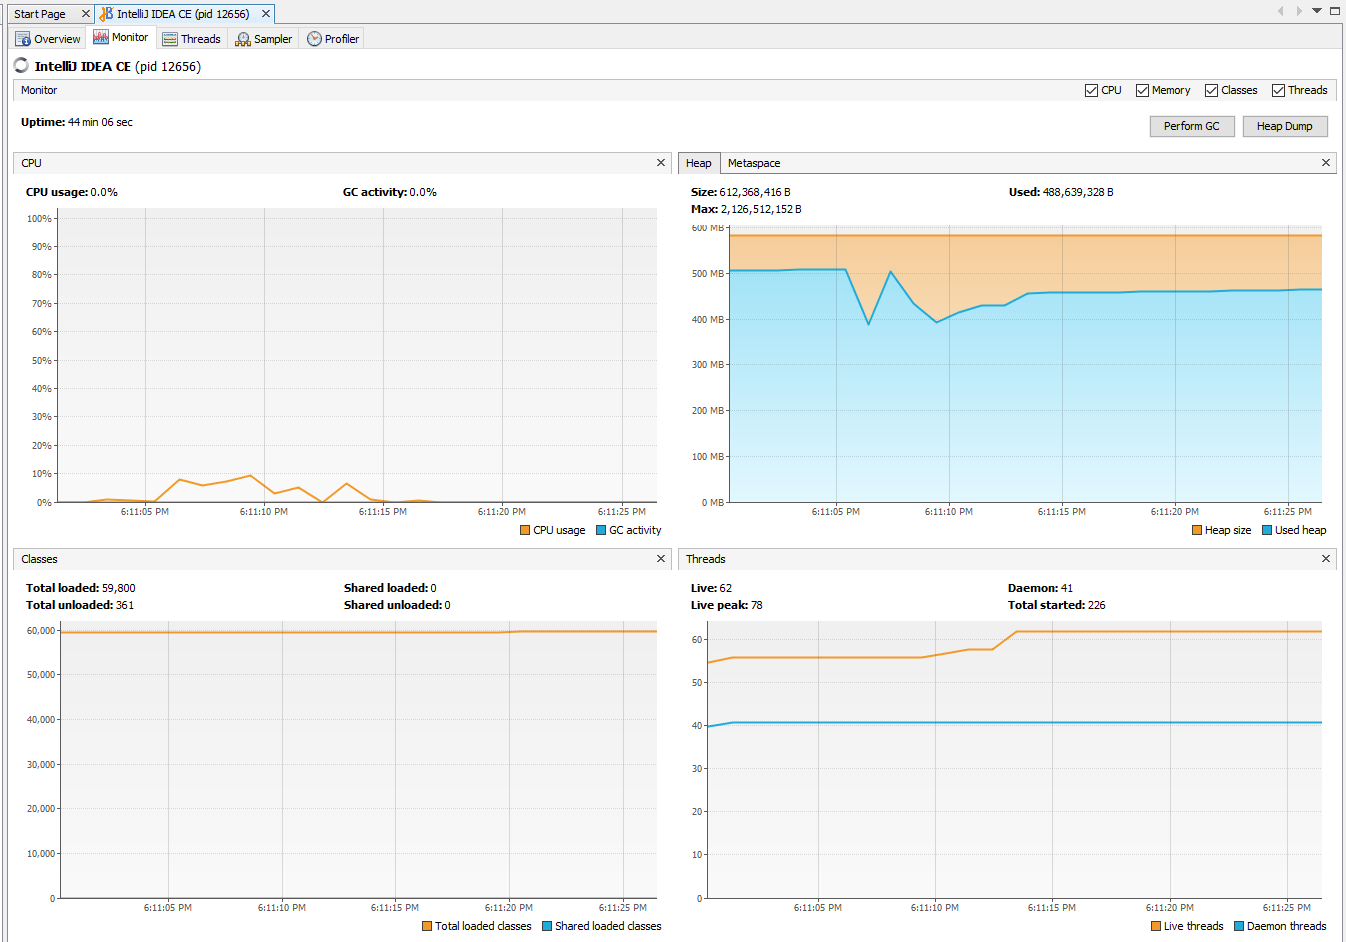 Start Page
IntelliJ IDEA CE (pid 12656)
Overview Monitor Threads Sampler Profiler
IntelliJ IDEA CE (pid 12656)
Monitor
CPU Memory Classes Threads
Uptime: 44 min 06 sec
Perform GC Heap Dump
CPU
CPU usage: 0.0% GC activity: 0.0%
100%
90%
80%
70%
60%
50%
40%
30%
20%
10%
0%
6:11:05 PM 6:11:10 PM 6:11:15 PM 6:11:20 PM 6:11:25 PM
CPU usage GC activity
Heap Metaspace
Size: 612,368,416 B Used: 488,639,328 B
Max: 2,126,512,152 B
600 MB
500 MB
400 MB
300 MB
200 MB
100 MB
0 MB
6:11:05 PM 6:11:10 PM 6:11:15 PM 6:11:20 PM 6:11:25 PM
Heap size Used heap
Classes
Total loaded: 59,800 Shared loaded: 0
Total unloaded: 361 Shared unloaded: 0
60,000
50,000
40,000
30,000
20,000
10,000
0
6:11:05 PM 6:11:10 PM 6:11:15 PM 6:11:20 PM 6:11:25 PM
Total loaded classes Shared loaded classes
Threads
Live: 62 Daemon: 41
Live peak: 78 Total started: 226
60
50
40
30
20
10
0
6:11:05 PM 6:11:10 PM 6:11:15 PM 6:11:20 PM 6:11:25 PM
Live threads Daemon threads